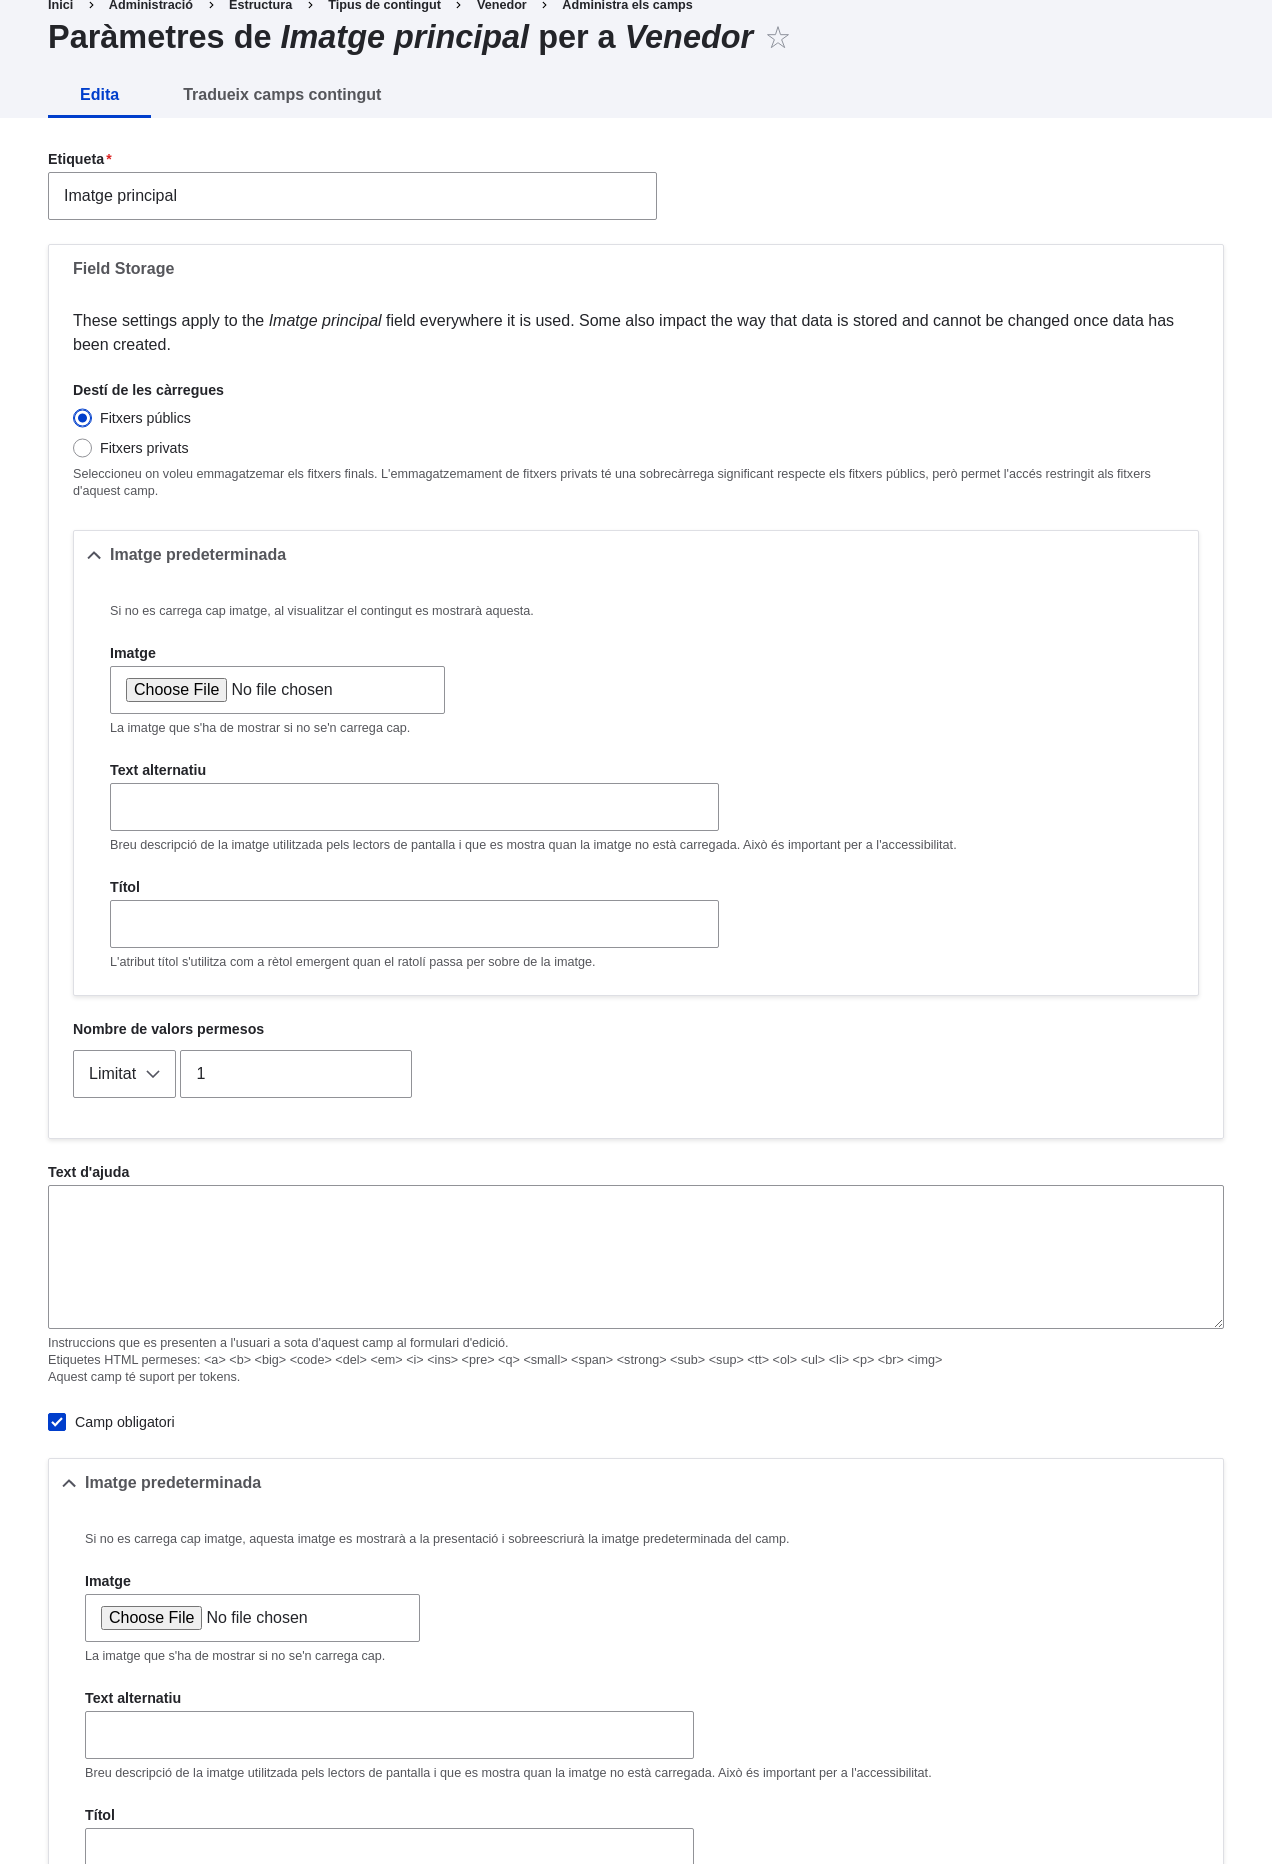 Inici > Administració > Estructura > Tipus de contingut > Venedor > Administra els camps
Paràmetres de Imatge principal per a Venedor
Edita Tradueix camps contingut
Etiqueta*
Imatge principal
Field Storage
These settings apply to the Imatge principal field everywhere it is used. Some also impact the way that data is stored and cannot be changed once data has
been created.
Destí de les càrregues
Fitxers públics
Fitxers privats
Seleccioneu on voleu emmagatzemar els fitxers finals. L'emmagatzemament de fitxers privats té una sobrecàrrega significant respecte els fitxers públics, però permet l'accés restringit als fitxers
d'aquest camp.
Imatge predeterminada
Si no es carrega cap imatge, al visualitzar el contingut es mostrarà aquesta.
Imatge
Choose File No file chosen
La imatge que s'ha de mostrar si no se'n carrega cap.
Text alternatiu
Breu descripció de la imatge utilitzada pels lectors de pantalla i que es mostra quan la imatge no està carregada. Això és important per a l'accessibilitat.
Títol
L'atribut títol s'utilitza com a rètol emergent quan el ratolí passa per sobre de la imatge.
Nombre de valors permesos
Limitat 1
Text d'ajuda
Instruccions que es presenten a l'usuari a sota d'aquest camp al formulari d'edició.
Etiquetes HTML permeses: <a> <b> <big> <code> <del> <em> <i> <ins> <pre> <q> <small> <span> <strong> <sub> <sup> <tt> <ol> <ul> <li> <p> <br> <img>
Aquest camp té suport per tokens.
Camp obligatori
Imatge predeterminada
Si no es carrega cap imatge, aquesta imatge es mostrarà a la presentació i sobreescriurà la imatge predeterminada del camp.
Imatge
Choose File No file chosen
La imatge que s'ha de mostrar si no se'n carrega cap.
Text alternatiu
Breu descripció de la imatge utilitzada pels lectors de pantalla i que es mostra quan la imatge no està carregada. Això és important per a l'accessibilitat.
Títol